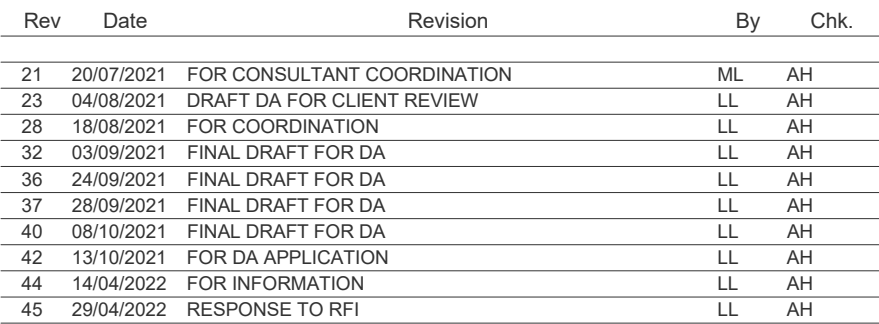 Rev Date Revision By Chk.
21 20/07/2021 FOR CONSULTANT COORDINATION ML AH
23 04/08/2021 DRAFT DA FOR CLIENT REVIEW LL AH
28 18/08/2021 FOR COORDINATION LL AH
32 03/09/2021 FINAL DRAFT FOR DA LL AH
36 24/09/2021 FINAL DRAFT FOR DA LL AH
37 28/09/2021 FINAL DRAFT FOR DA LL AH
40 08/10/2021 FINAL DRAFT FOR DA LL AH
42 13/10/2021 FOR DA APPLICATION LL AH
44 14/04/2022 FOR INFORMATION LL AH
45 29/04/2022 RESPONSE TO RFI LL AH